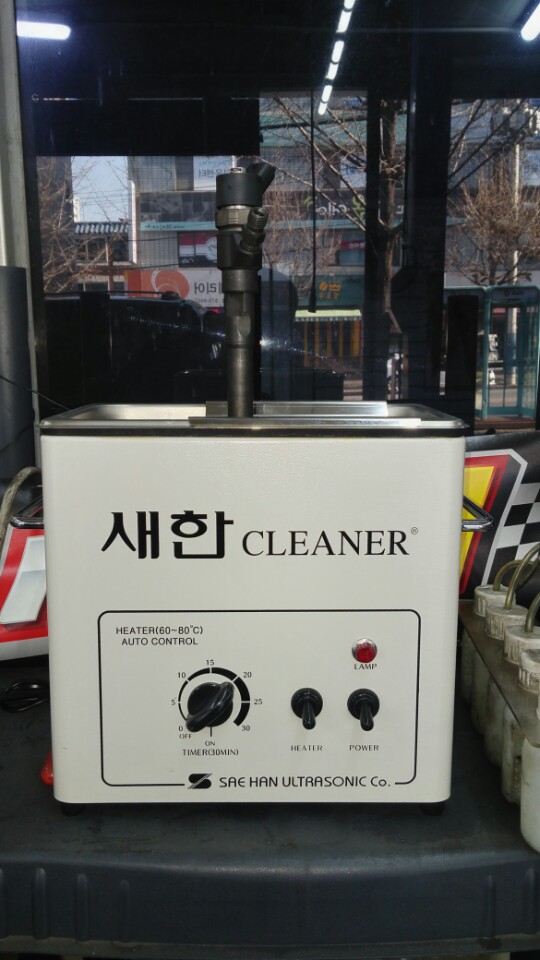 새한 CLEANER®
HEATER(60~80℃)
AUTO CONTROL
15
10
20
5
25
0
30
OFF
ON
TIMER(30MIN)
LAMP
HEATER
POWER
SAE HAN ULTRASONIC Co.